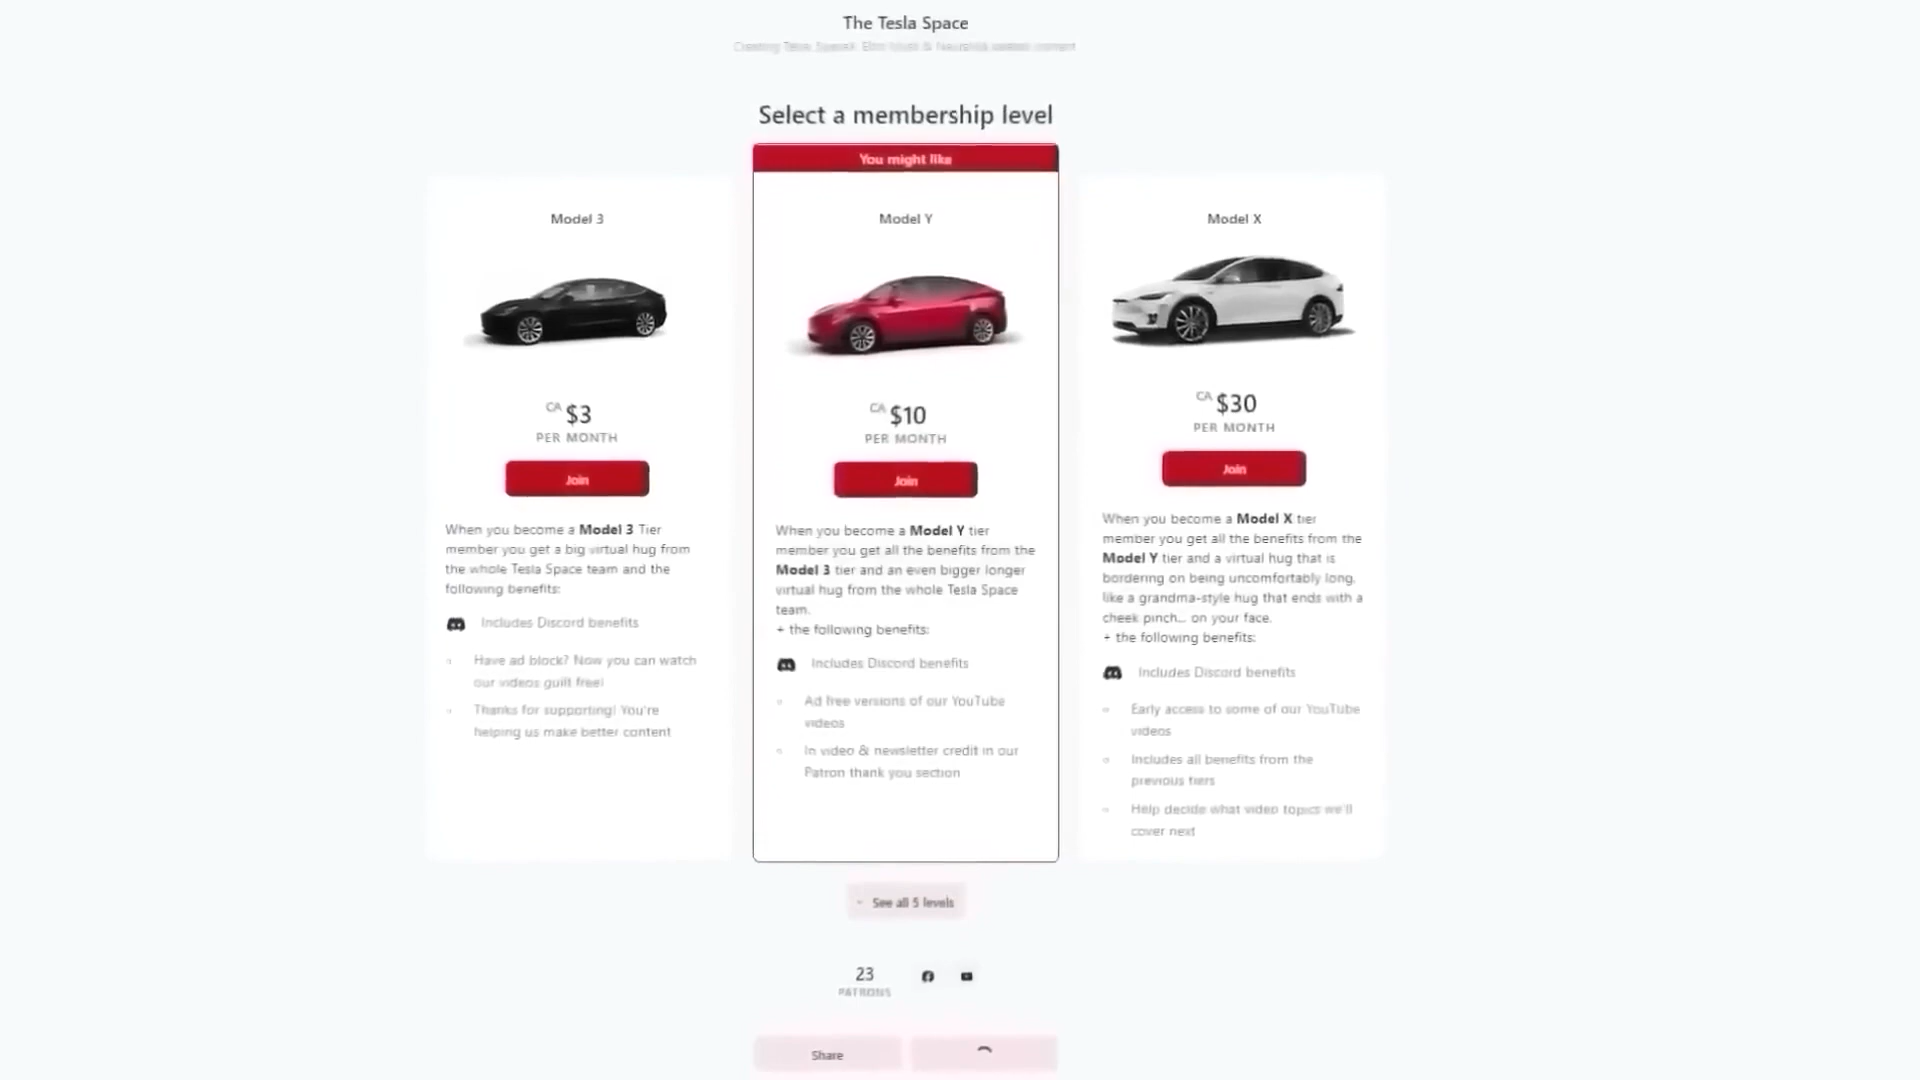 The Tesla Space
Creating Tesla, SpaceX, Elon Musk & Neuralink related content
Select a membership level
You might like
Model 3
CA $3
PER MONTH
Join
When you become a Model 3 Tier
member you get a big virtual hug from
the whole Tesla Space team and the
following benefits:
Includes Discord benefits
Have ad block? Now you can watch
our videos guilt free!
Thanks for supporting! You're
helping us make better content
Model Y
CA $10
PER MONTH
Join
When you become a Model Y tier
member you get all the benefits from the
Model 3 tier and an even bigger longer
virtual hug from the whole Tesla Space
team.
+ the following benefits:
Includes Discord benefits
Ad free versions of our YouTube
videos
In video & newsletter credit in our
Patron thank you section
Model X
CA $30
PER MONTH
Join
When you become a Model X tier
member you get all the benefits from the
Model Y tier and a virtual hug that is
bordering on being uncomfortably long,
like a grandma-style hug that ends with a
cheek pinch... on your face.
+ the following benefits:
Includes Discord benefits
Early access to some of our YouTube
videos
Includes all benefits from the
previous tiers
Help decide what video topics we'll
cover next
See all 5 levels
23
PATRONS
Share